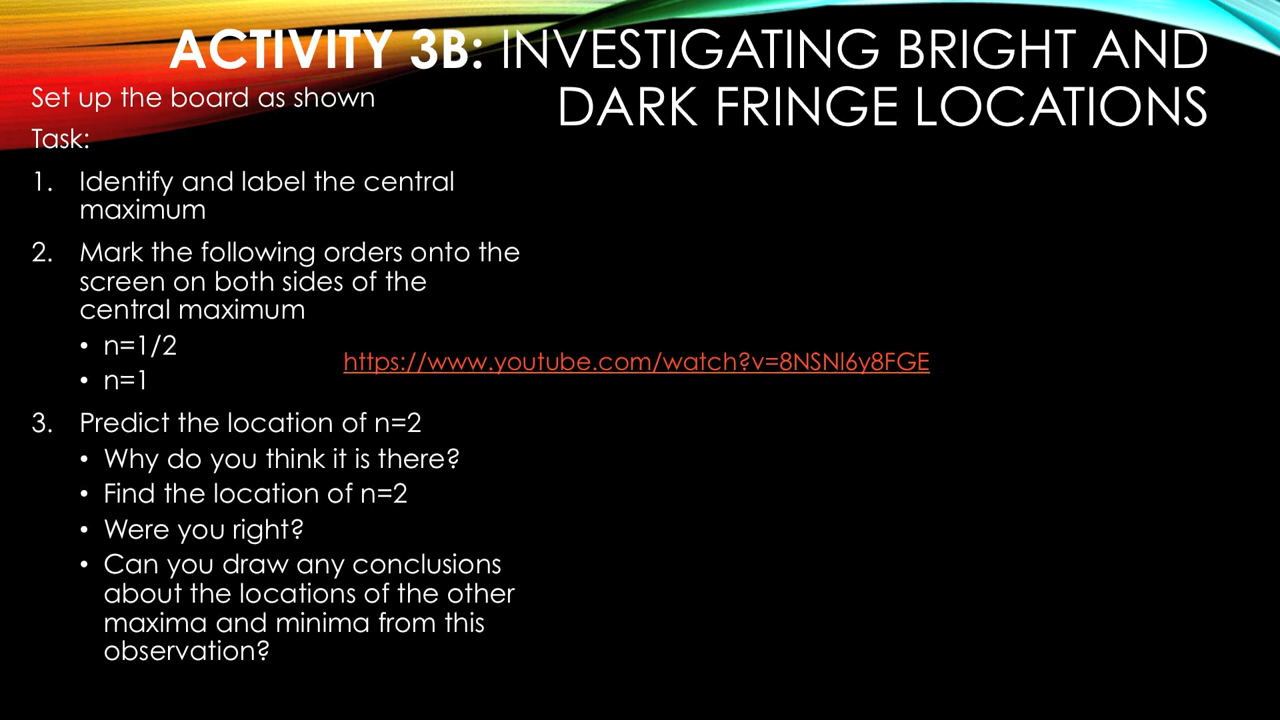 ACTIVITY 3B: INVESTIGATING BRIGHT AND
DARK FRINGE LOCATIONS
Set up the board as shown
Task:
1. Identify and label the central
maximum
2. Mark the following orders onto the
screen on both sides of the
central maximum
• n=1/2
• n=1
https://www.youtube.com/watch?v=8NSNl6y8FGE
3. Predict the location of n=2
• Why do you think it is there?
• Find the location of n=2
• Were you right?
• Can you draw any conclusions
about the locations of the other
maxima and minima from this
observation?